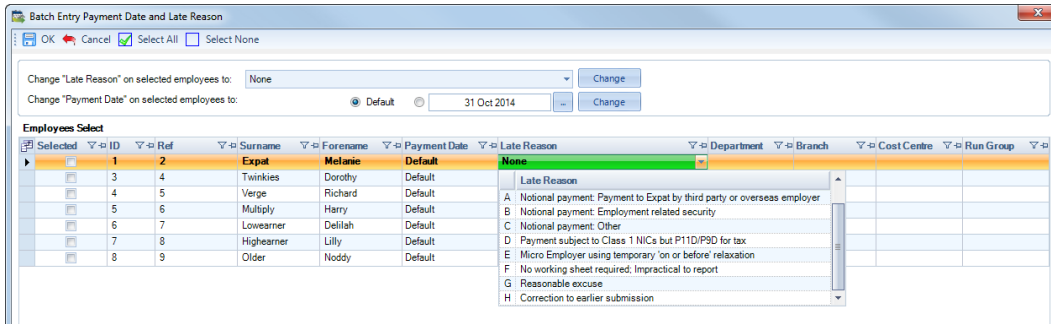 Batch Entry Payment Date and Late Reason
OK Cancel Select All Select None
Change "Late Reason" on selected employees to: None Change
Change "Payment Date" on selected employees to: Default 31 Oct 2014 ... Change
Employees Select
Selected ID Ref Surname Forename Payment Date Late Reason Department Branch Cost Centre Run Group
1 2 Expat Melanie Default None
3 4 Twinkies Dorothy Default
4 5 Verge Richard Default
5 6 Multiply Harry Default
6 7 Lowearner Delilah Default
7 8 Highearner Lilly Default
8 9 Older Noddy Default
Late Reason
A Notional payment: Payment to Expat by third party or overseas employer
B Notional payment: Employment related security
C Notional payment: Other
D Payment subject to Class 1 NICs but P11D/P9D for tax
E Micro Employer using temporary 'on or before' relaxation
F No working sheet required; Impractical to report
G Reasonable excuse
H Correction to earlier submission